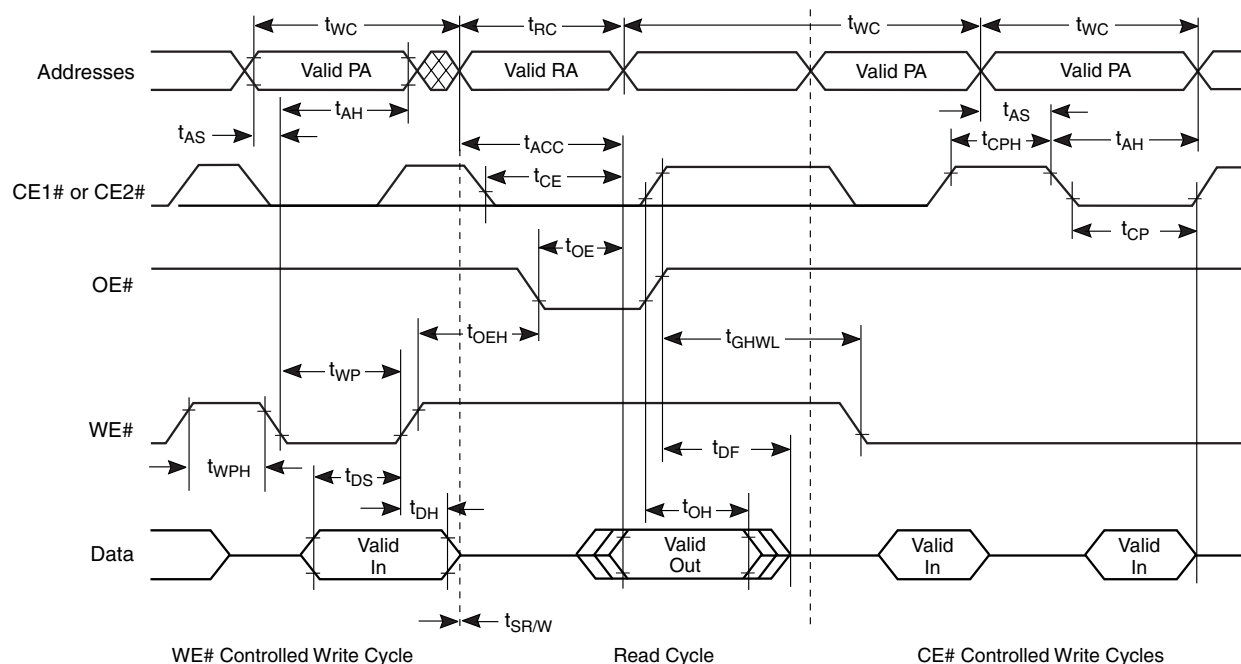 tWC tRC tWC tWC
Addresses Valid PA Valid RA Valid PA Valid PA
tAS tAH tAS
tACC tCPH tAH
CE1# or CE2# tCE
tOE tCP
OE#
tOEH tGHWL
tWP
WE#
tWPH tDS tDF
tDH tOH
Data Valid In Valid Out Valid In Valid In
tSR/W
WE# Controlled Write Cycle Read Cycle CE# Controlled Write Cycles